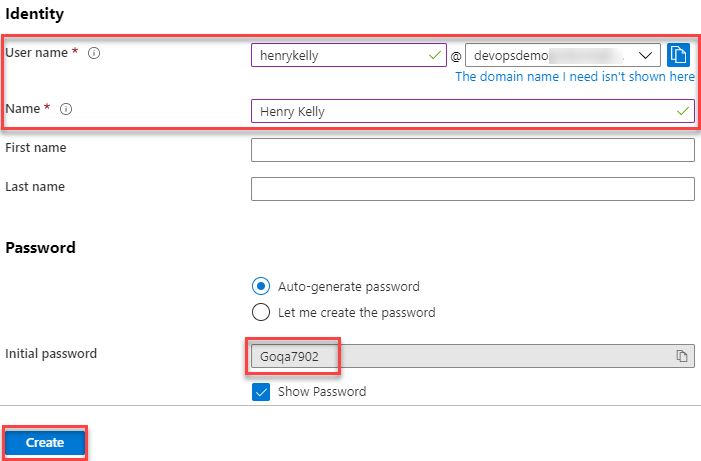 Identity
User name * henrykelly @ devopsdemo
The domain name I need isn't shown here
Name * Henry Kelly
First name
Last name
Password
Auto-generate password
Let me create the password
Initial password Goqa7902
Show Password
Create